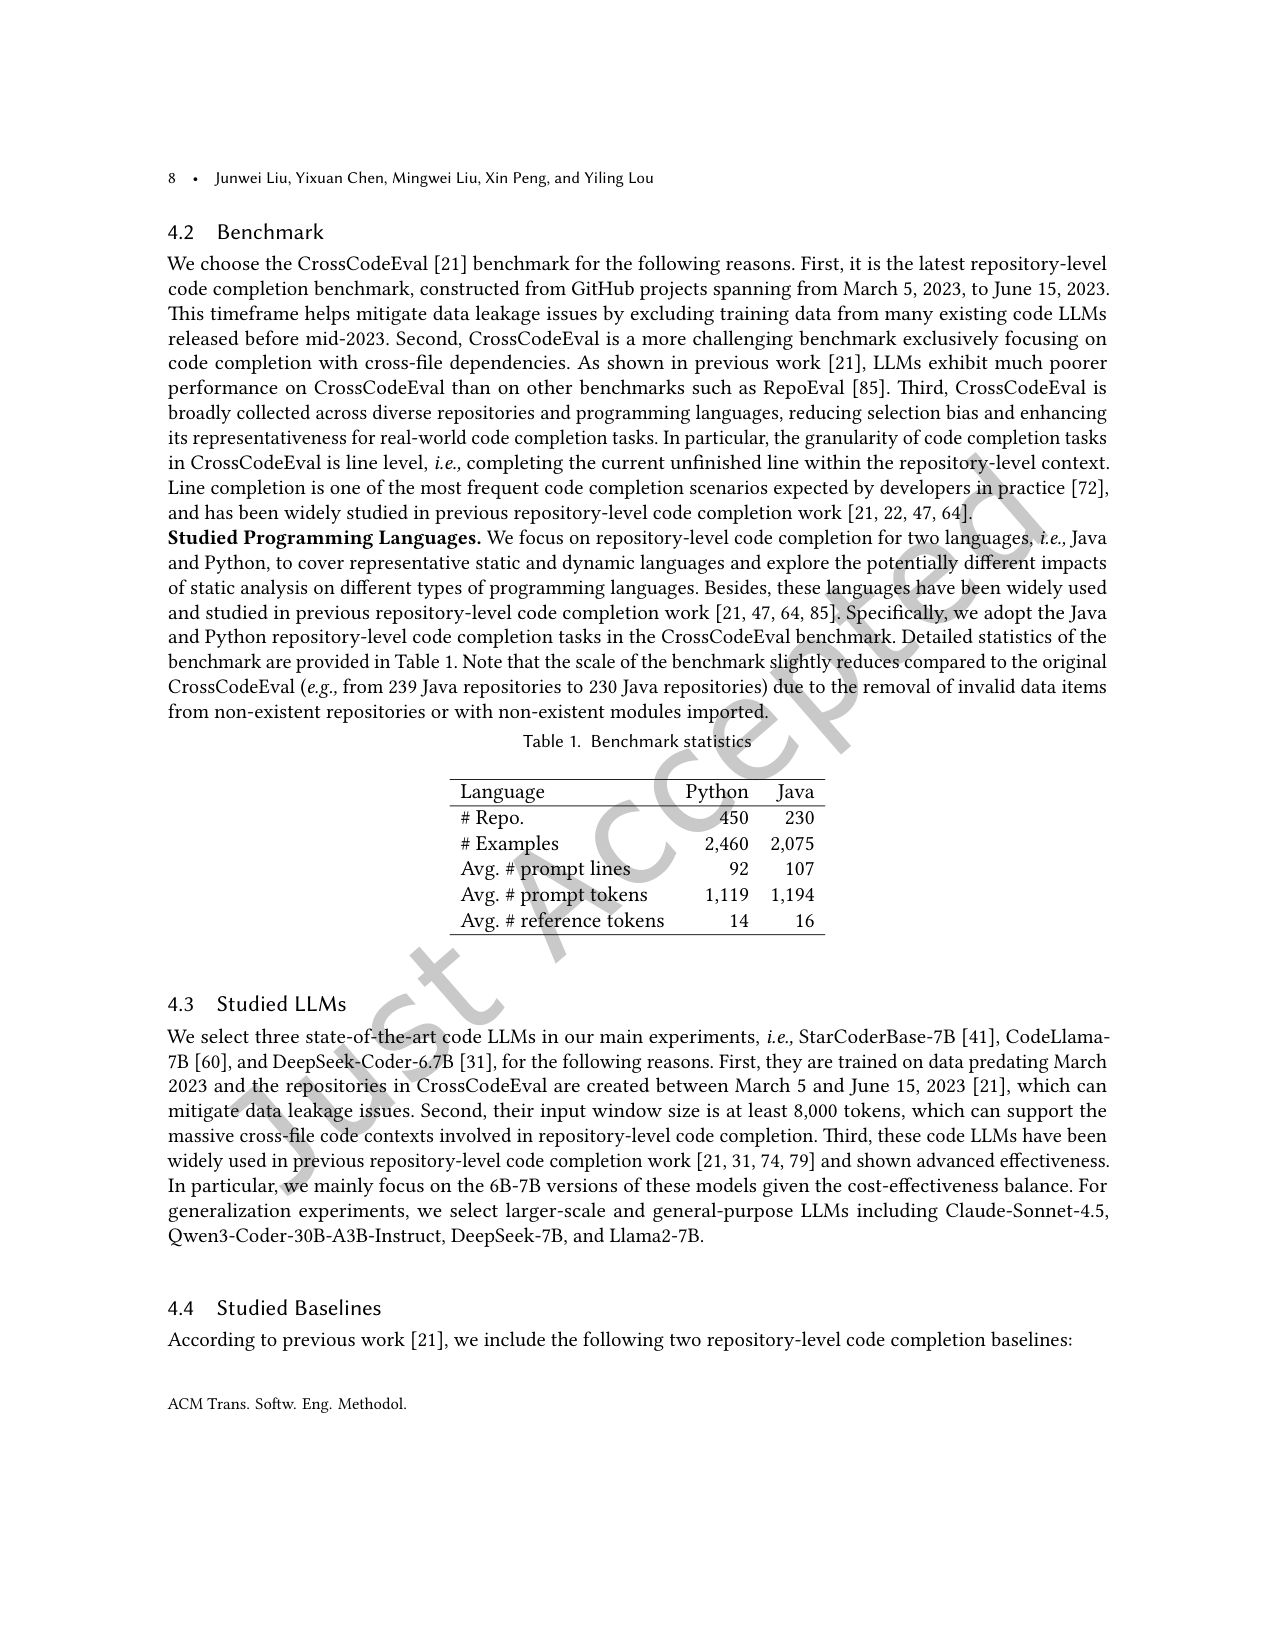 8 • Junwei Liu, Yixuan Chen, Mingwei Liu, Xin Peng, and Yiling Lou
4.2 Benchmark
We choose the CrossCodeEval [21] benchmark for the following reasons. First, it is the latest repository-level
code completion benchmark, constructed from GitHub projects spanning from March 5, 2023, to June 15, 2023.
This timeframe helps mitigate data leakage issues by excluding training data from many existing code LLMs
released before mid-2023. Second, CrossCodeEval is a more challenging benchmark exclusively focusing on
code completion with cross-file dependencies. As shown in previous work [21], LLMs exhibit much poorer
performance on CrossCodeEval than on other benchmarks such as RepoEval [85]. Third, CrossCodeEval is
broadly collected across diverse repositories and programming languages, reducing selection bias and enhancing
its representativeness for real-world code completion tasks. In particular, the granularity of code completion tasks
in CrossCodeEval is line level, i.e., completing the current unfinished line within the repository-level context.
Line completion is one of the most frequent code completion scenarios expected by developers in practice [72],
and has been widely studied in previous repository-level code completion work [21, 22, 47, 64].
Studied Programming Languages. We focus on repository-level code completion for two languages, i.e., Java
and Python, to cover representative static and dynamic languages and explore the potentially different impacts
of static analysis on different types of programming languages. Besides, these languages have been widely used
and studied in previous repository-level code completion work [21, 47, 64, 85]. Specifically, we adopt the Java
and Python repository-level code completion tasks in the CrossCodeEval benchmark. Detailed statistics of the
benchmark are provided in Table 1. Note that the scale of the benchmark slightly reduces compared to the original
CrossCodeEval (e.g., from 239 Java repositories to 230 Java repositories) due to the removal of invalid data items
from non-existent repositories or with non-existent modules imported.
Table 1. Benchmark statistics
Language Python Java
# Repo. 450 230
# Examples 2,460 2,075
Avg. # prompt lines 92 107
Avg. # prompt tokens 1,119 1,194
Avg. # reference tokens 14 16
4.3 Studied LLMs
We select three state-of-the-art code LLMs in our main experiments, i.e., StarCoderBase-7B [41], CodeLlama-
7B [60], and DeepSeek-Coder-6.7B [31], for the following reasons. First, they are trained on data predating March
2023 and the repositories in CrossCodeEval are created between March 5 and June 15, 2023 [21], which can
mitigate data leakage issues. Second, their input window size is at least 8,000 tokens, which can support the
massive cross-file code contexts involved in repository-level code completion. Third, these code LLMs have been
widely used in previous repository-level code completion work [21, 31, 74, 79] and shown advanced effectiveness.
In particular, we mainly focus on the 6B-7B versions of these models given the cost-effectiveness balance. For
generalization experiments, we select larger-scale and general-purpose LLMs including Claude-Sonnet-4.5,
Qwen3-Coder-30B-A3B-Instruct, DeepSeek-7B, and Llama2-7B.
4.4 Studied Baselines
According to previous work [21], we include the following two repository-level code completion baselines:
ACM Trans. Softw. Eng. Methodol.
Just Accepted